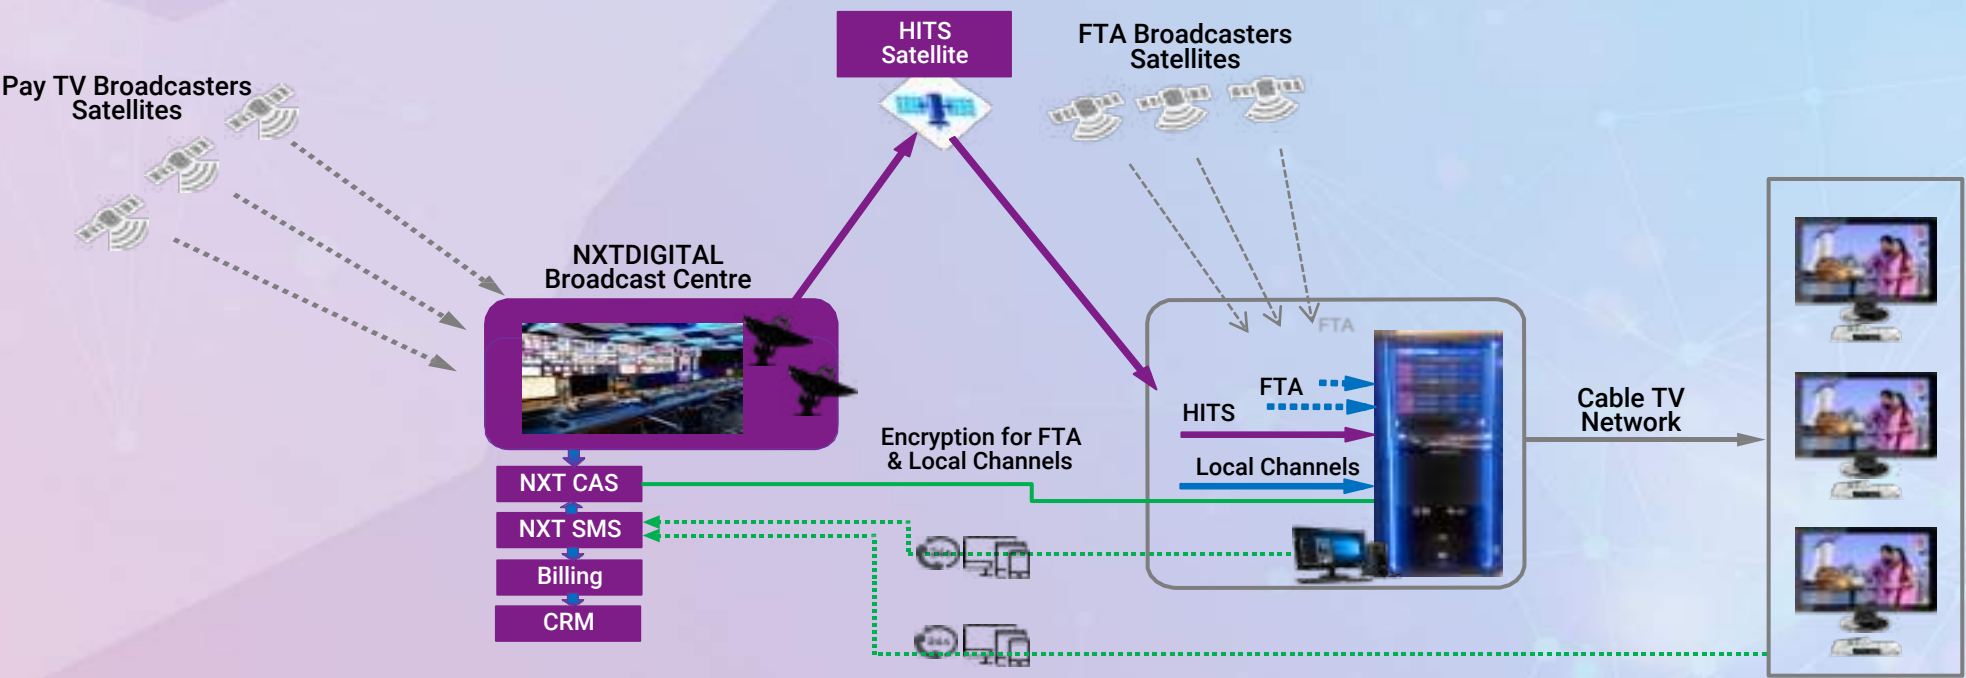 HITS
Satellite
FTA Broadcasters
Satellites
Pay TV Broadcasters
Satellites
NXTDIGITAL
Broadcast Centre
FTA
FTA
HITS
Local Channels
Cable TV
Network
Encryption for FTA
& Local Channels
NXT CAS
NXT SMS
Billing
CRM